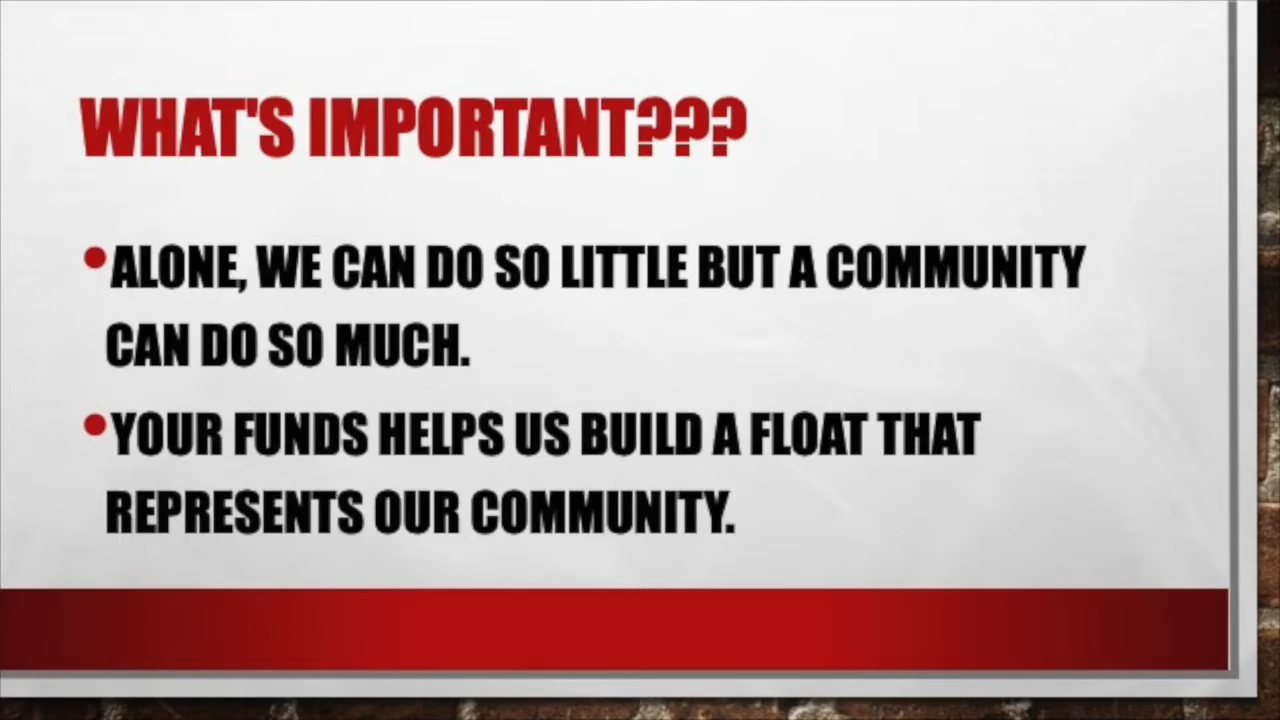 WHAT'S IMPORTANT???
•ALONE, WE CAN DO SO LITTLE BUT A COMMUNITY
CAN DO SO MUCH.
•YOUR FUNDS HELPS US BUILD A FLOAT THAT
REPRESENTS OUR COMMUNITY.